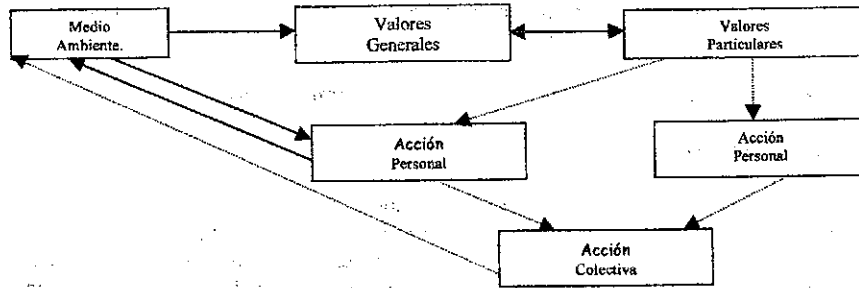 Medio
Ambiente.
Valores
Generales
Valores
Particulares
Acción
Personal
Acción
Personal
Acción
Colectiva